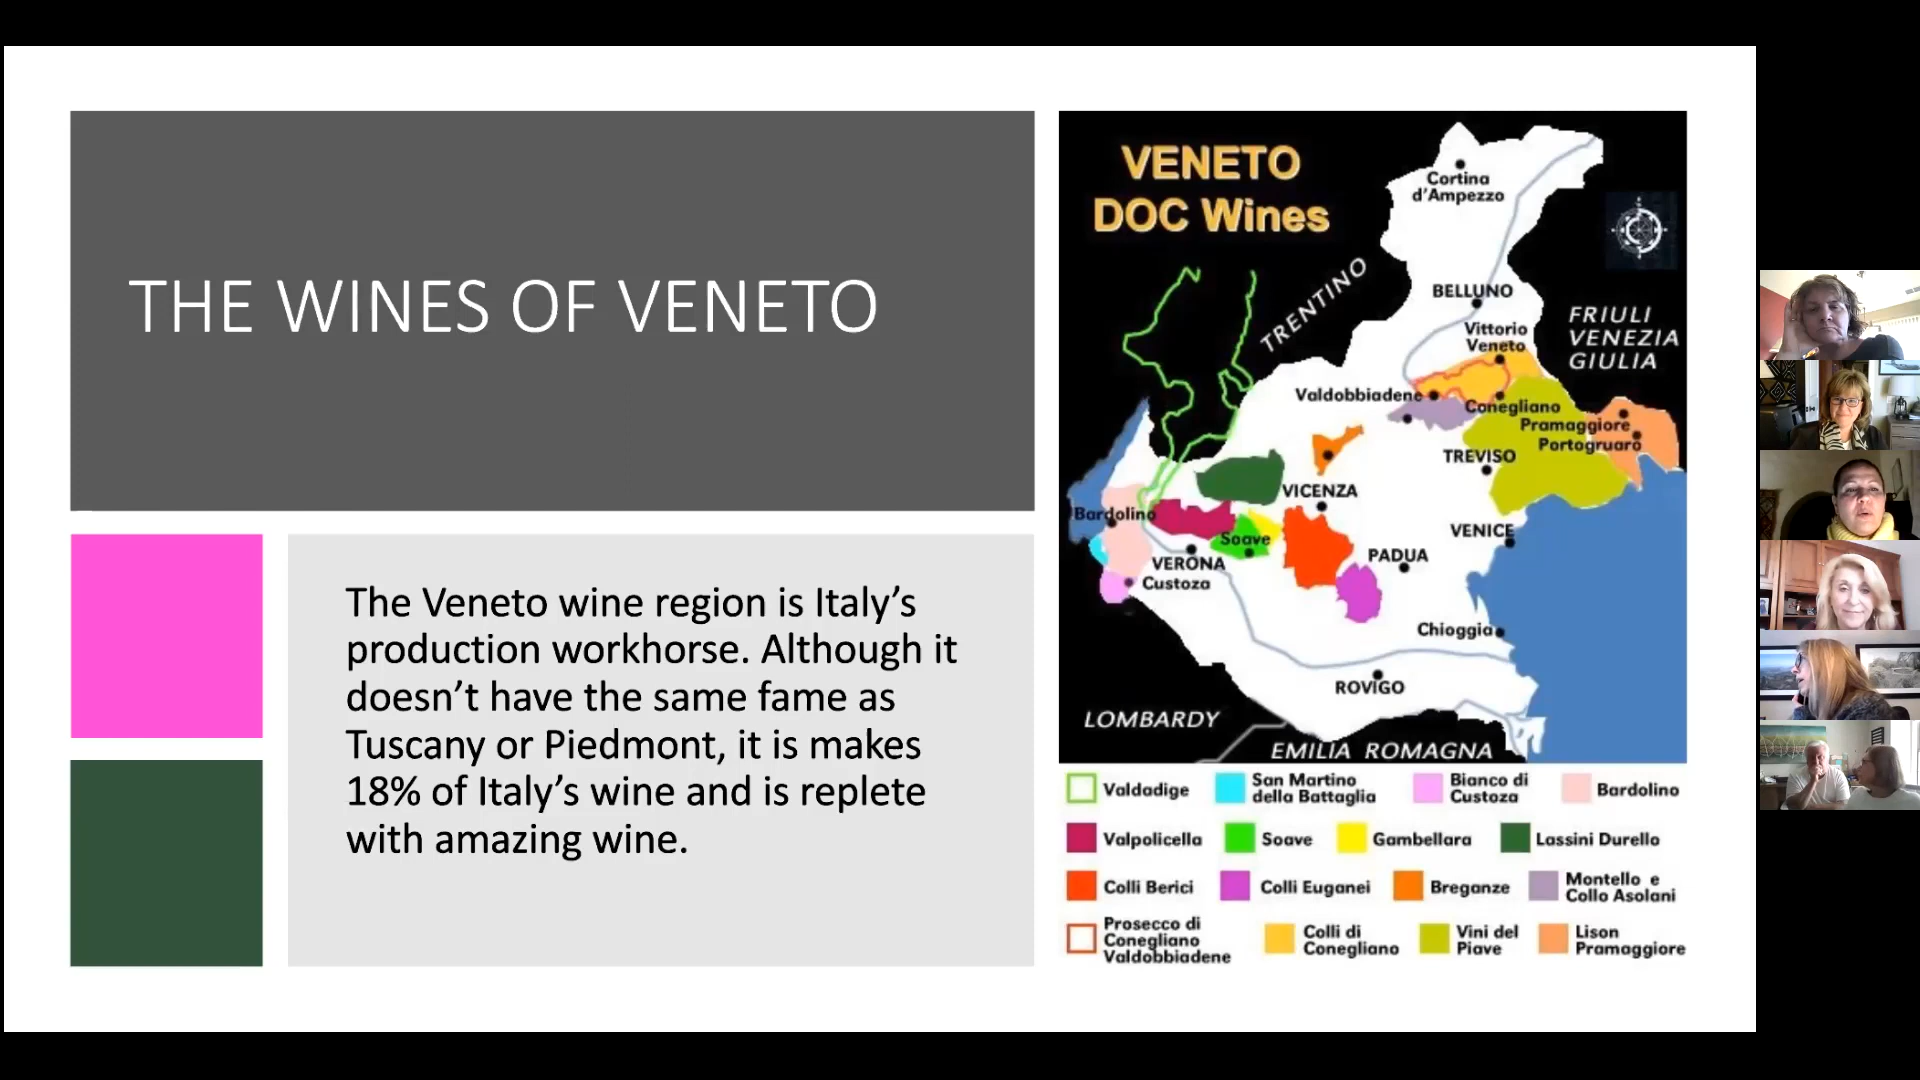 THE WINES OF VENETO
The Veneto wine region is Italy's
production workhorse. Although it
doesn't have the same fame as
Tuscany or Piedmont, it is makes
18% of Italy's wine and is replete
with amazing wine.
VENETO
DOC Wines
Cortina
d'Ampezzo
TRENTINO
BELLUNO
FRIULI
VENEZIA
GIULIA
Vittorio
Veneto
Valdobbiadene
Conegliano
Pramaggiore
Portogruaro
TREVISO
VICENZA
Bardolino
Soave
VENICE
VERONA
PADUA
Custoza
Chioggia
ROVIGO
LOMBARDY
EMILIA ROMAGNA
Valdadige
San Martino
della Battaglia
Bianco di
Custoza
Bardolino
Valpolicella
Soave
Gambellara
Lassini Durello
Colli Berici
Colli Euganei
Breganze
Montello e
Collo Asolani
Prosecco di
Conegliano
Valdobbiadene
Colli di
Conegliano
Vini del
Piave
Lison
Pramaggiore